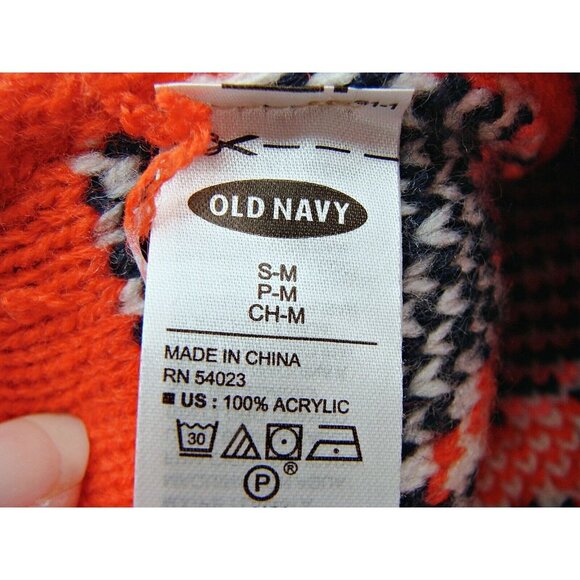 OLD NAVY
S-M
P-M
CH-M
MADE IN CHINA
RN 54023
■ US : 100% ACRYLIC
30
P ®